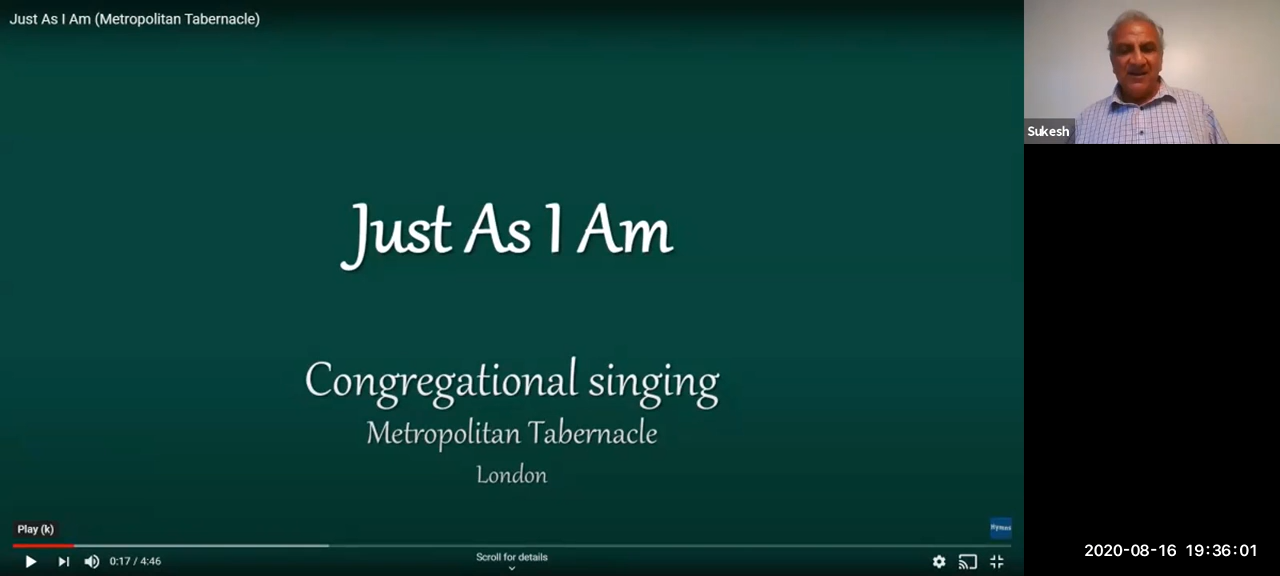 Just As I Am (Metropolitan Tabernacle)
Sukesh
Just As I Am
Congregational singing
Metropolitan Tabernacle
London
Hymns
Play (k)
0:17 / 4:46
Scroll for details
2020-08-16 19:36:01